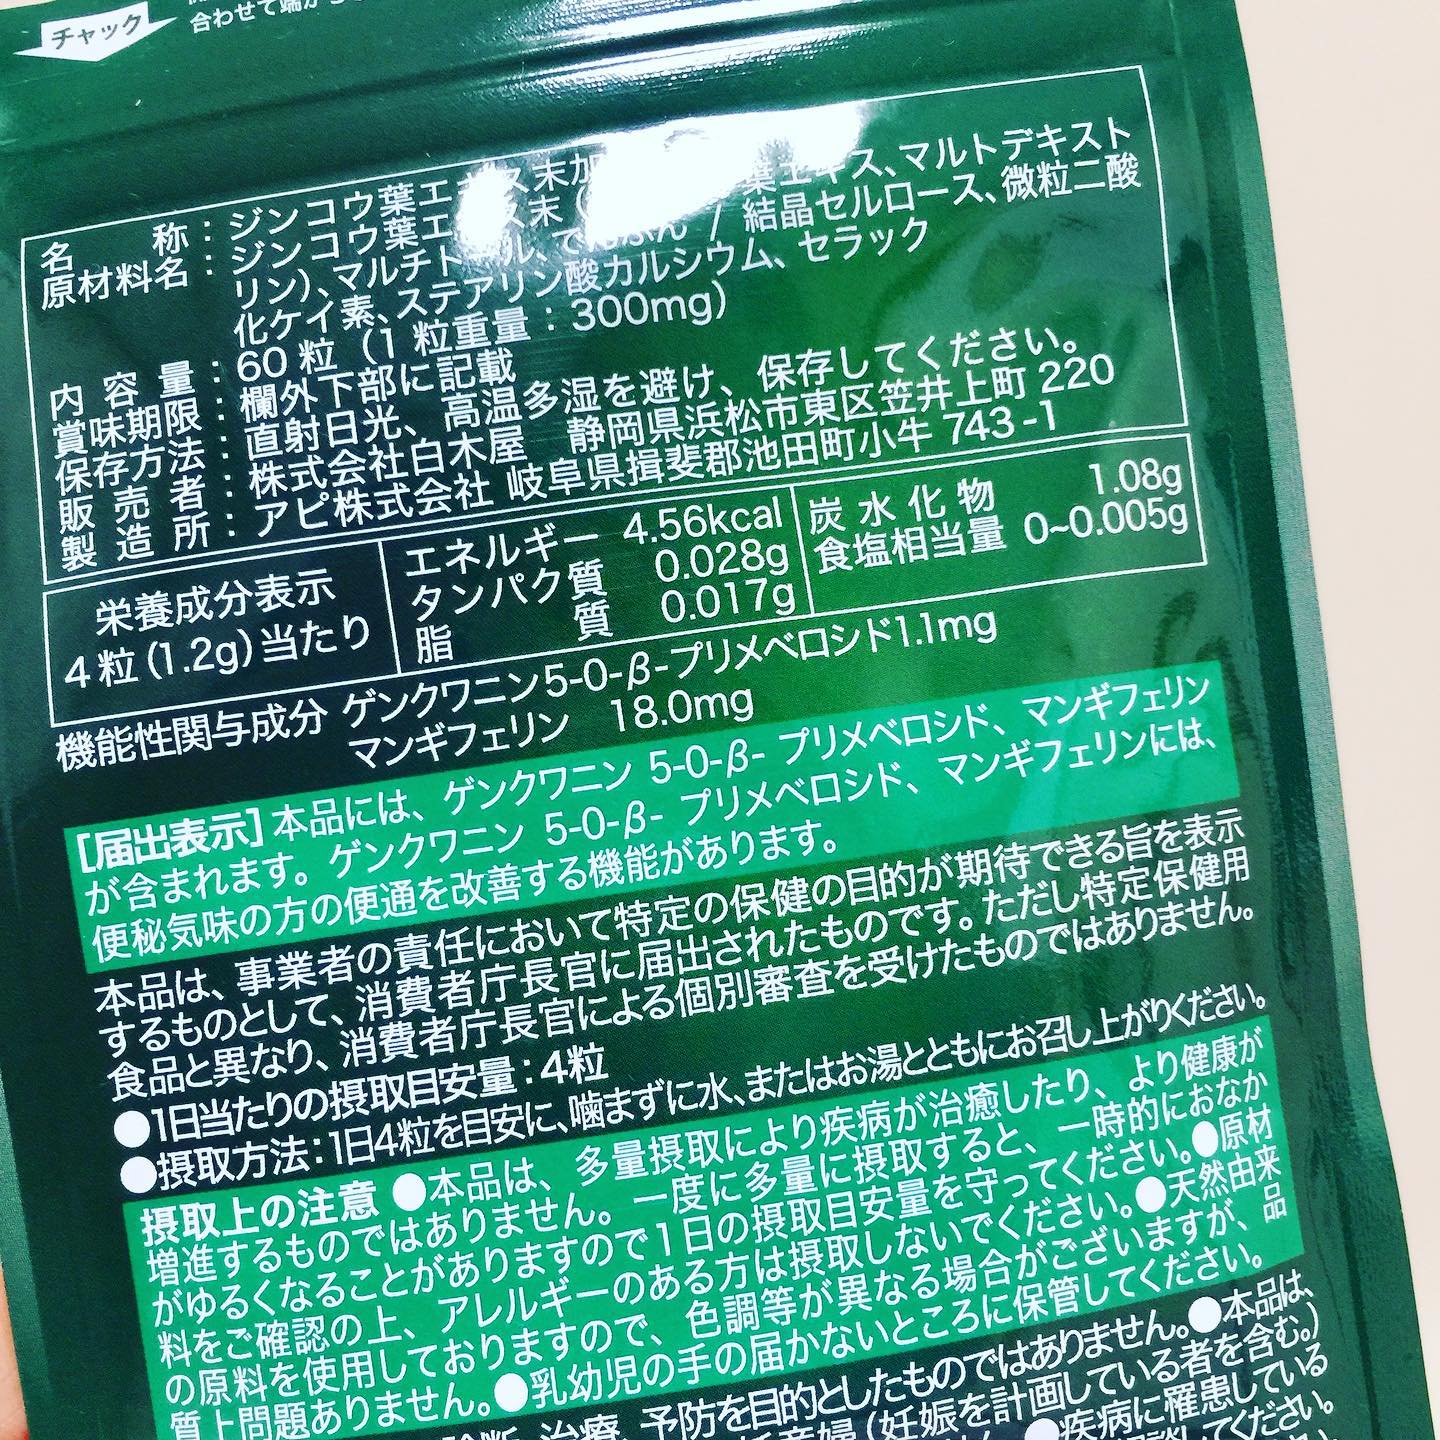 チャック
合わせて端から
名称：ジンコウ葉エキス末加
原材料名：ジンコウ葉エキス末（葉エキス、マルトデキスト
リン）、マルチトール、でんぷん / 結晶セルロース、微粒二酸
化ケイ素、ステアリン酸カルシウム、セラック
内容量：60粒（1粒重量：300mg）
賞味期限：欄外下部に記載
保存方法：直射日光、高温多湿を避け、保存してください。
販売者：株式会社白木屋 静岡県浜松市東区笠井上町 220
製造所：アピ株式会社 岐阜県揖斐郡池田町小牛 743-1
栄養成分表示
4粒(1.2g)当たり
エネルギー 4.56kcal
タンパク質 0.028g
脂質 0.017g
炭水化物 1.08g
食塩相当量 0~0.005g
機能性関与成分 ゲンクワニン5-O-β-プリメベロシド1.1mg
マンギフェリン 18.0mg
[届出表示] 本品には、ゲンクワニン 5-O-β- プリメベロシド、マンギフェリン
が含まれます。ゲンクワニン 5-O-β- プリメベロシド、マンギフェリンには、
便秘気味の方の便通を改善する機能があります。
本品は、事業者の責任において特定の保健の目的が期待できる旨を表示
するものとして、消費者庁長官に届出されたものです。ただし特定保健用
食品と異なり、消費者庁長官による個別審査を受けたものではありません。
●1日当たりの摂取目安量：4粒
●摂取方法：1日4粒を目安に、噛まずに水、またはお湯とともにお召し上がりください。
摂取上の注意 ●本品は、多量摂取により疾病が治癒したり、より健康が
増進するものではありません。一度に多量に摂取すると、一時的におなか
がゆるくなることがありますので1日の摂取目安量を守ってください。●原材
料をご確認の上、アレルギーのある方は摂取しないでください。●天然由来
の原料を使用しておりますので、色調等が異なる場合がございますが、品
質上問題ありません。●乳幼児の手の届かないところに保管してください。
治療、予防を目的としたものではありません。●本品は、
妊産婦（妊娠を計画している者を含む。）
●疾病に罹患している
してください。